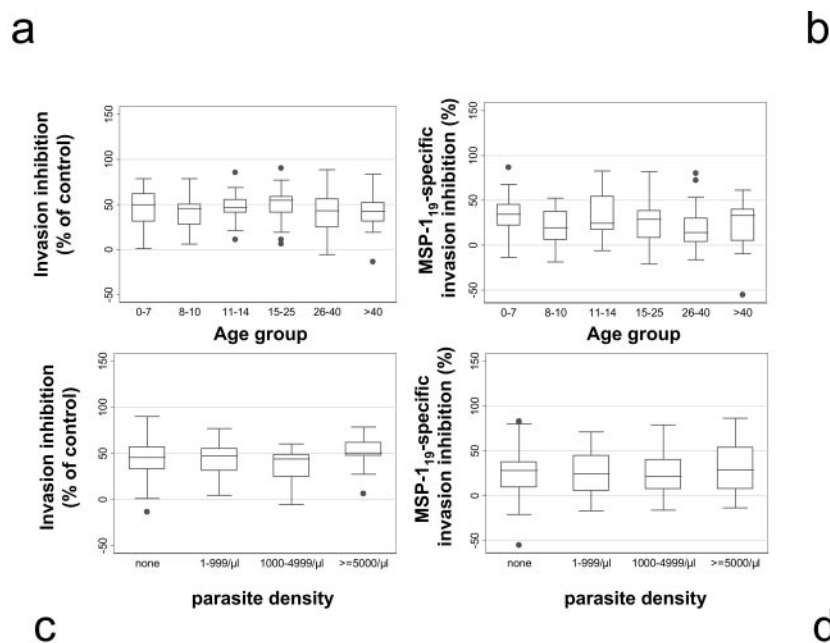 a
b
Invasion inhibition
(% of control)
150
100
50
0
-50
0-7 8-10 11-14 15-25 26-40 >40
Age group
MSP-1₁₉-specific
invasion inhibition (%)
150
100
50
0
-50
0-7 8-10 11-14 15-25 26-40 >40
Age group
Invasion inhibition
(% of control)
150
100
50
0
-50
none 1-999/µl 1000-4999/µl >=5000/µl
parasite density
MSP-1₁₉-specific
invasion inhibition (%)
150
100
50
0
-50
none 1-999/µl 1000-4999/µl >=5000/µl
parasite density
c
d